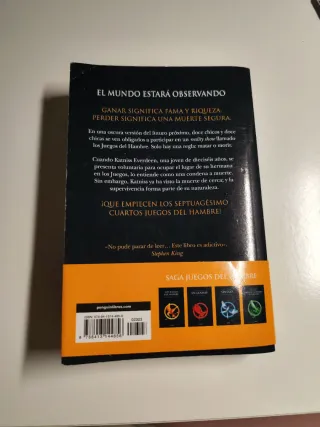 EL MUNDO ESTARÁ OBSERVANDO
GANAR SIGNIFICA FAMA Y RIQUEZA.
PERDER SIGNIFICA UNA MUERTE SEGURA.
En una oscura versión del futuro próximo, doce chicos y doce
chicas se ven obligados a participar en un reality show llamado
los Juegos del Hambre. Solo hay una regla: matar o morir.
Cuando Katniss Everdeen, una joven de dieciséis años, se
presenta voluntaria para ocupar el lugar de su hermana
en los Juegos, lo entiende como una condena a muerte.
Sin embargo, Katniss ya ha visto la muerte de cerca; y la
supervivencia forma parte de su naturaleza.
¡QUE EMPIECEN LOS SEPTUAGÉSIMO
CUARTOS JUEGOS DEL HAMBRE!
«No pude parar de leer... Este libro es adictivo».
Stephen King
SAGA JUEGOS DEL HAMBRE
penguinlibros.com